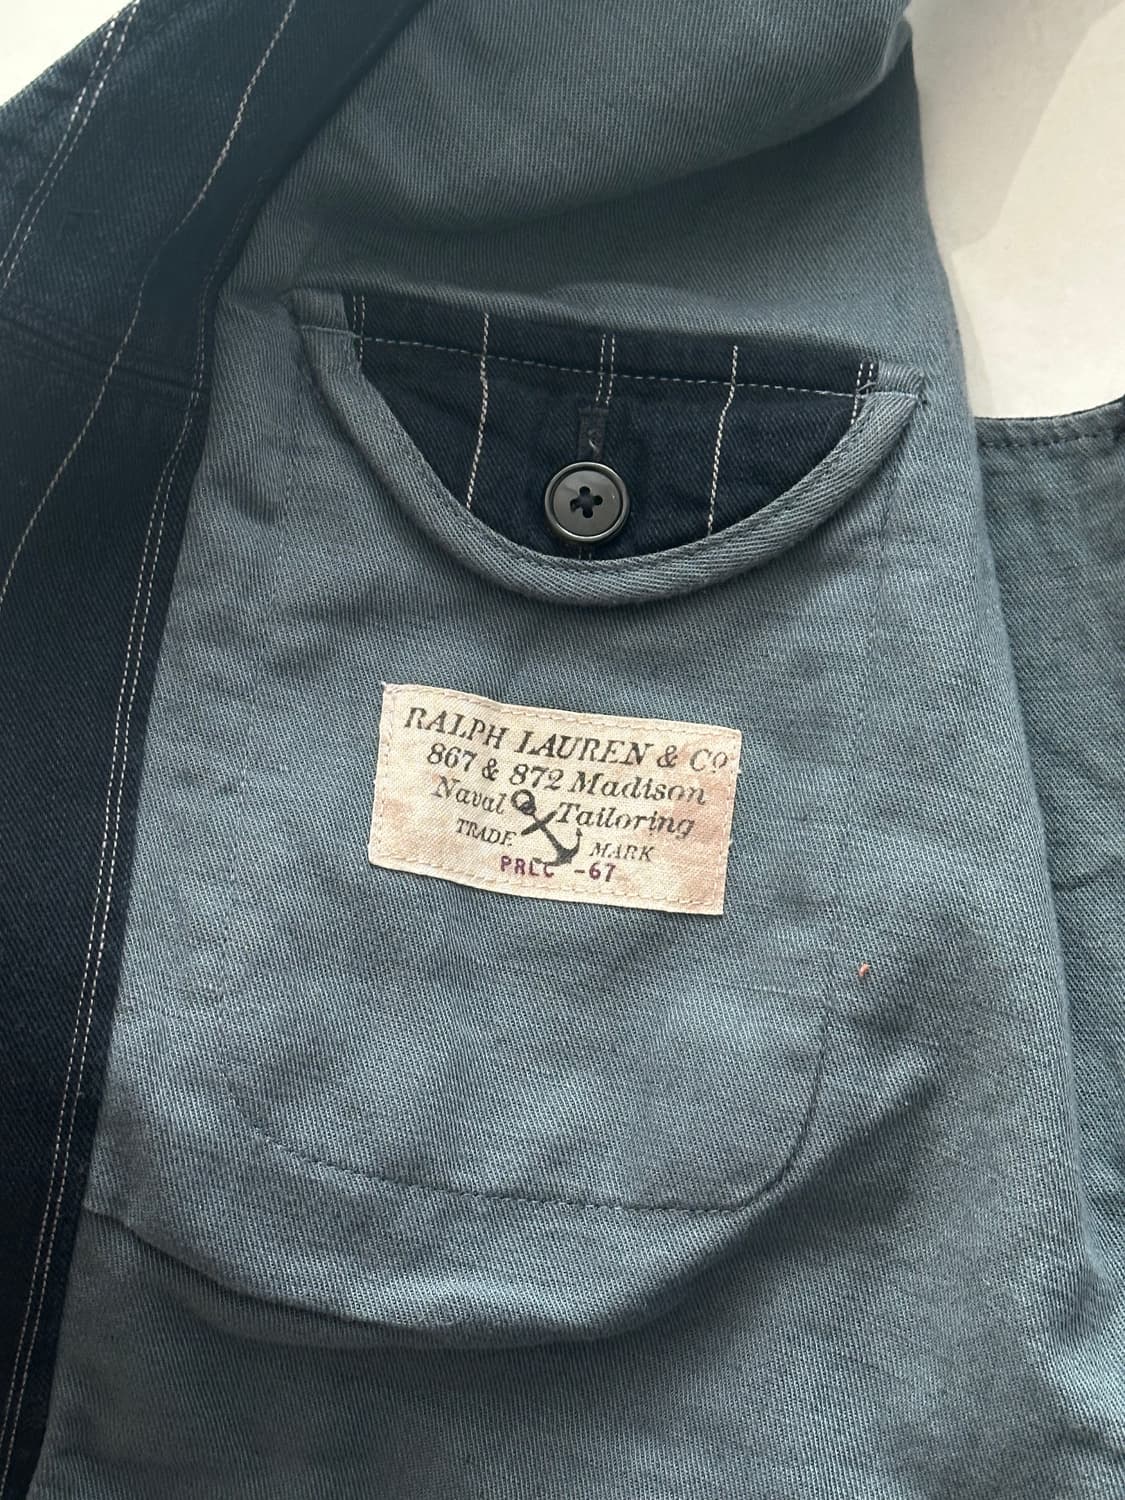 RALPH LAUREN & Co
867 & 872 Madison
Naval Tailoring
TRADE MARK
PRLC -67